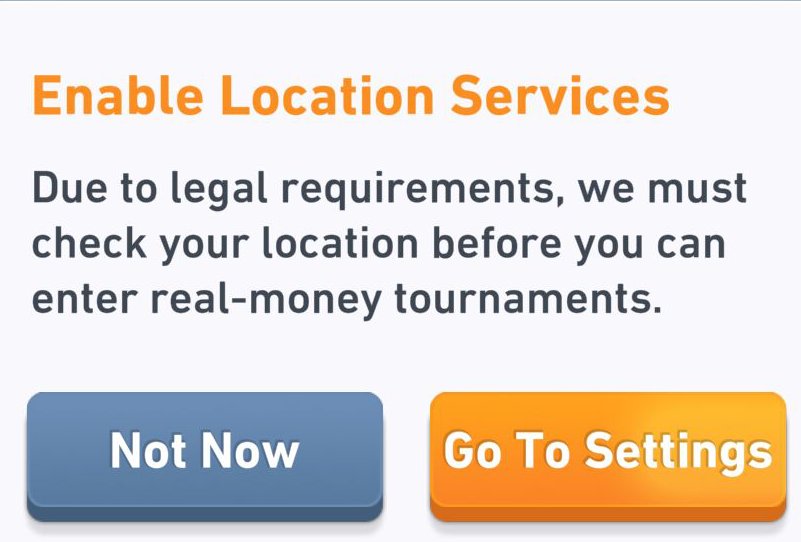 Enable Location Services
Due to legal requirements, we must
check your location before you can
enter real-money tournaments.
Not Now
Go To Settings